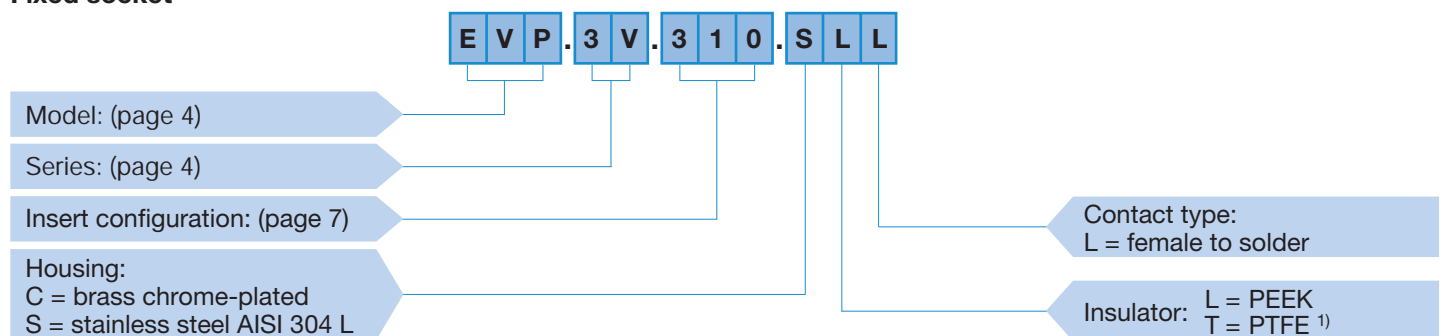 Fixed socket
EVP.3V.310.SLL
Model: (page 4)
Series: (page 4)
Insert configuration: (page 7)
Housing:
C = brass chrome-plated
S = stainless steel AISI 304 L
Contact type:
L = female to solder
Insulator: L = PEEK
T = PTFE 1)